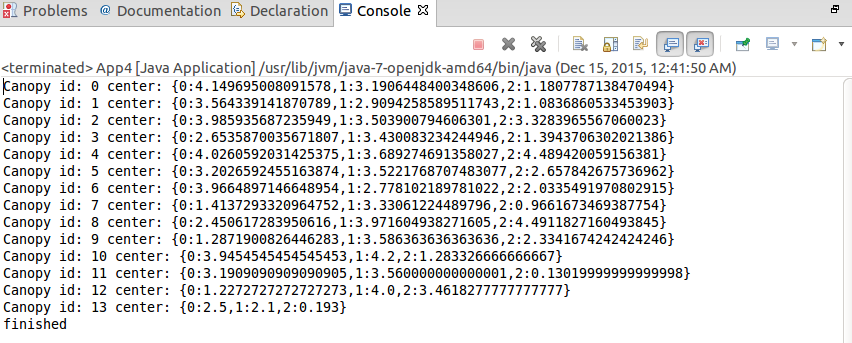 Problems @ Documentation Declaration Console
<terminated> App4 [Java Application] /usr/lib/jvm/java-7-openjdk-amd64/bin/java (Dec 15, 2015, 12:41:50 AM)
Canopy id: 0 center: {0:4.149695008091578,1:3.1906448400348606,2:1.1807787138470494}
Canopy id: 1 center: {0:3.564339141870789,1:2.9094258589511743,2:1.0836860533453903}
Canopy id: 2 center: {0:3.985935687235949,1:3.503900794606301,2:3.3283965567060023}
Canopy id: 3 center: {0:2.6535870035671807,1:3.430083234244946,2:1.3943706302021386}
Canopy id: 4 center: {0:4.0260592031425375,1:3.689274691358027,2:4.489420059156381}
Canopy id: 5 center: {0:3.2026592455163874,1:3.5221768707483077,2:2.657842675736962}
Canopy id: 6 center: {0:3.9664897146648954,1:2.778102189781022,2:2.0335491970802915}
Canopy id: 7 center: {0:1.4137293320964752,1:3.33061224489796,2:0.9661673469387754}
Canopy id: 8 center: {0:2.450617283950616,1:3.971604938271605,2:4.4911827160493845}
Canopy id: 9 center: {0:1.2871900826446283,1:3.586363636363636,2:2.3341674242424246}
Canopy id: 10 center: {0:3.9454545454545453,1:4.2,2:1.283326666666667}
Canopy id: 11 center: {0:3.1909090909090905,1:3.560000000000001,2:0.13019999999999998}
Canopy id: 12 center: {0:1.2272727272727273,1:4.0,2:3.4618277777777777}
Canopy id: 13 center: {0:2.5,1:2.1,2:0.193}
finished